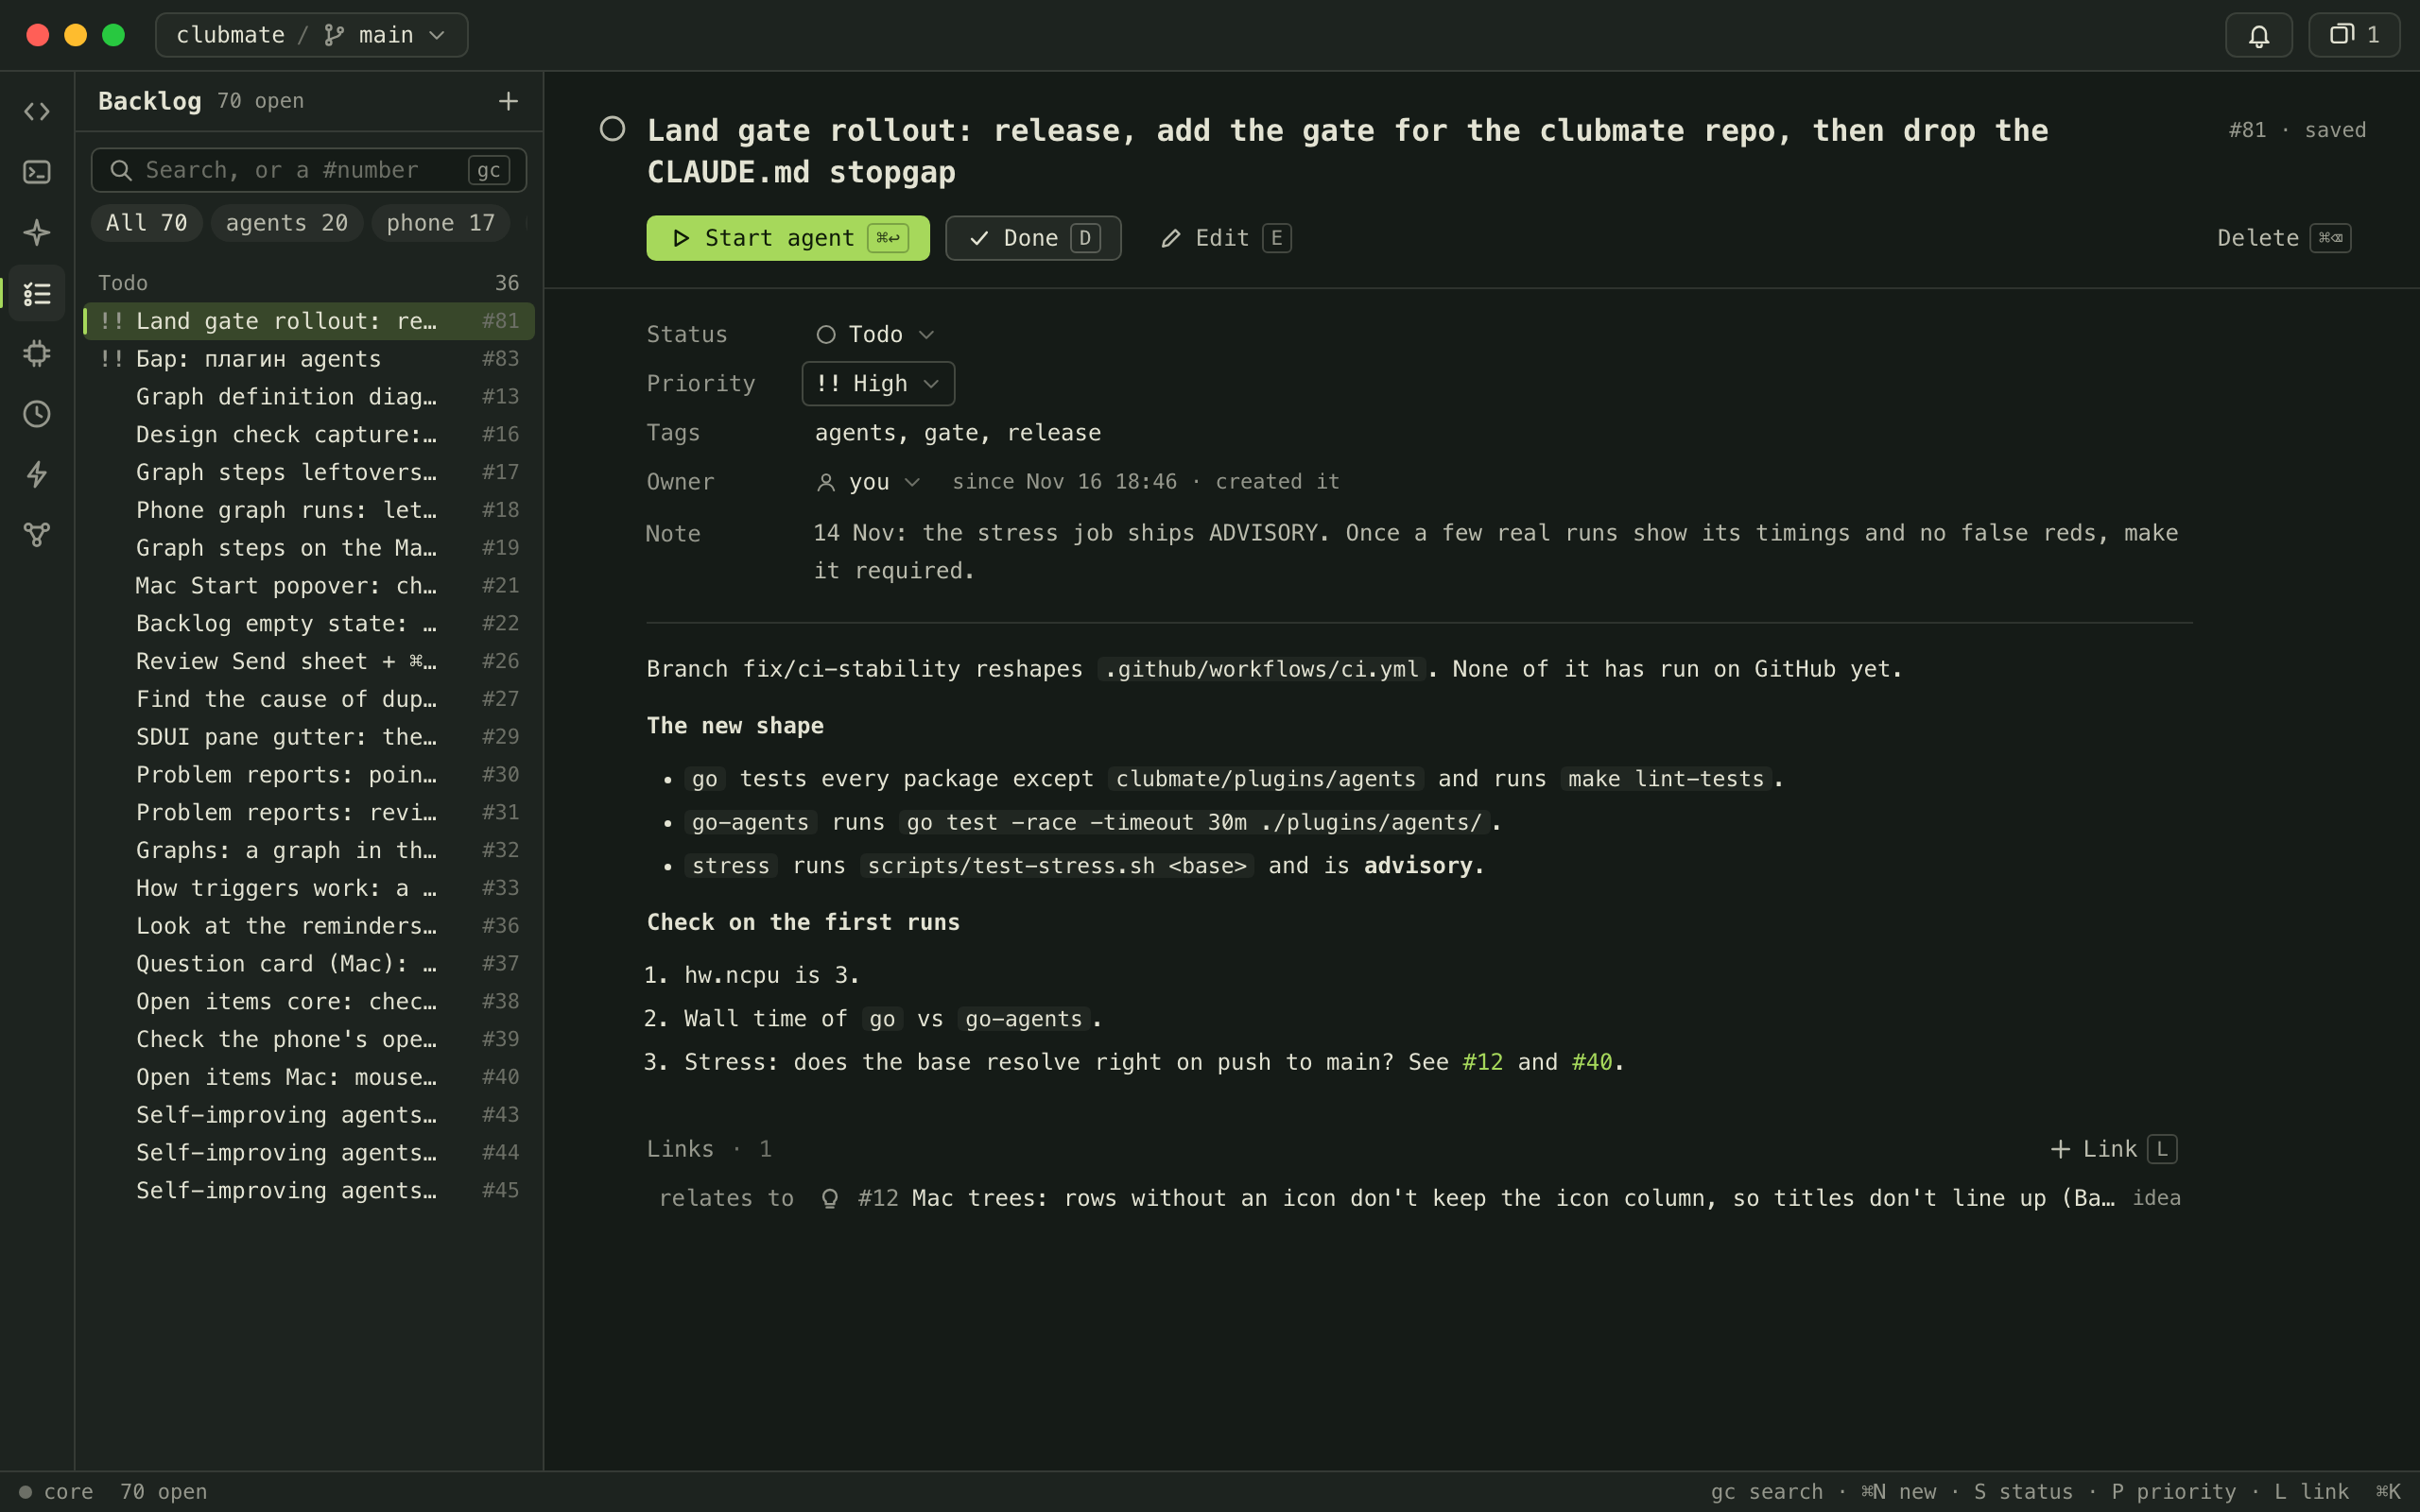 clubmate / main
1
Backlog 70 open
Search, or a #number gc
All 70 agents 20 phone 17
Todo 36
!! Land gate rollout: re… #81
!! Бар: плагин agents #83
Graph definition diag… #13
Design check capture:… #16
Graph steps leftovers… #17
Phone graph runs: let… #18
Graph steps on the Ma… #19
Mac Start popover: ch… #21
Backlog empty state: … #22
Review Send sheet + ⌘… #26
Find the cause of dup… #27
SDUI pane gutter: the… #29
Problem reports: poin… #30
Problem reports: revi… #31
Graphs: a graph in th… #32
How triggers work: a … #33
Look at the reminders… #36
Question card (Mac): … #37
Open items core: chec… #38
Check the phone's ope… #39
Open items Mac: mouse… #40
Self-improving agents… #43
Self-improving agents… #44
Self-improving agents… #45
Land gate rollout: release, add the gate for the clubmate repo, then drop the
CLAUDE.md stopgap
#81 · saved
Start agent ⌘↩ Done D Edit E Delete ⌘⌫
Status Todo
Priority !! High
Tags agents, gate, release
Owner you since Nov 16 18:46 · created it
Note 14 Nov: the stress job ships ADVISORY. Once a few real runs show its timings and no false reds, make
it required.
Branch fix/ci-stability reshapes .github/workflows/ci.yml. None of it has run on GitHub yet.
The new shape
• go tests every package except clubmate/plugins/agents and runs make lint-tests.
• go-agents runs go test -race -timeout 30m ./plugins/agents/.
• stress runs scripts/test-stress.sh <base> and is advisory.
Check on the first runs
1. hw.ncpu is 3.
2. Wall time of go vs go-agents.
3. Stress: does the base resolve right on push to main? See #12 and #40.
Links · 1 + Link L
relates to #12 Mac trees: rows without an icon don't keep the icon column, so titles don't line up (Ba… idea
core 70 open
gc search · ⌘N new · S status · P priority · L link ⌘K